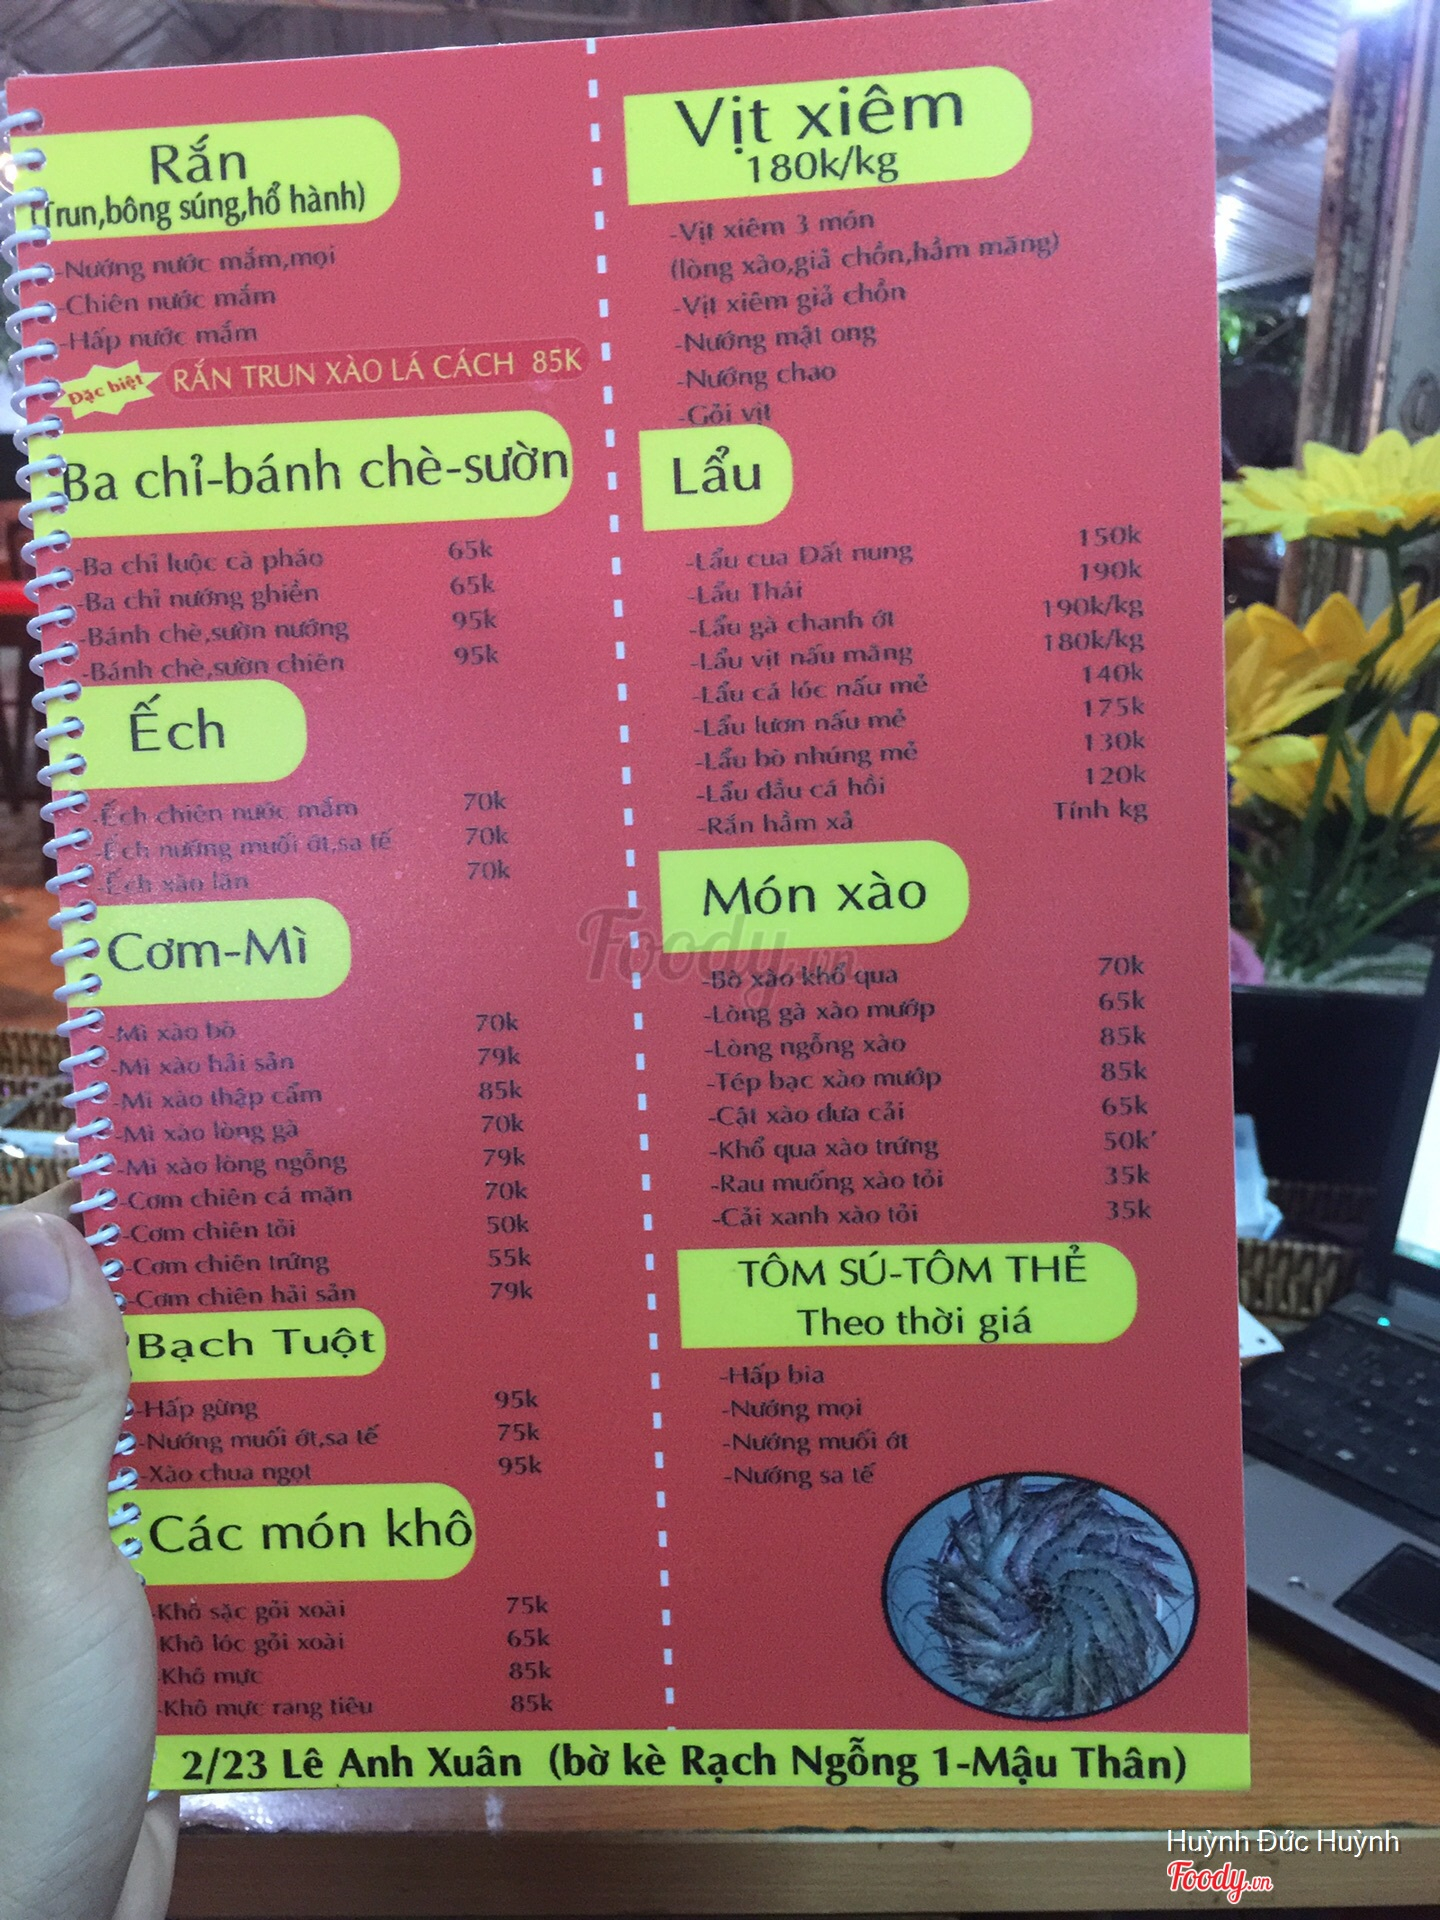 Rắn
(Trun,bông súng,hổ hành)
-Nướng nước mắm,mọi
-Chiên nước mắm
-Hấp nước mắm
Đặc biệt RẮN TRUN XÀO LÁ CÁCH 85K
Ba chỉ-bánh chè-sườn
-Ba chỉ luộc cà pháo 65k
-Ba chỉ nướng ghiền 65k
-Bánh chè,sườn nướng 95k
-Bánh chè,sườn chiên 95k
Ếch
-Ếch chiên nước mắm 70k
-Ếch nướng muối ớt,sa tế 70k
-Ếch xào lăn 70k
Cơm-Mì
-Mì xào bò 70k
-Mì xào hải sản 79k
-Mì xào thập cẩm 85k
-Mì xào lòng gà 70k
-Mì xào lòng ngỗng 79k
-Cơm chiên cá mặn 70k
-Cơm chiên tỏi 50k
-Cơm chiên trứng 55k
-Cơm chiên hải sản 79k
Bạch Tuột
-Hấp gừng 95k
-Nướng muối ớt,sa tế 75k
-Xào chua ngọt 95k
Các món khô
-Khô sặc gỏi xoài 75k
-Khô lóc gỏi xoài 65k
-Khô mực 85k
-Khô mực rang tiêu 85k
Vịt xiêm
180k/kg
-Vịt xiêm 3 món
(lòng xào,giả chồn,hầm măng)
-Vịt xiêm giả chồn
-Nướng mật ong
-Nướng chao
-Gỏi vịt
Lẩu
-Lẩu cua Đất nung 150k
-Lẩu Thái 190k
-Lẩu gà chanh ớt 190k/kg
-Lẩu vịt nấu măng 180k/kg
-Lẩu cá lóc nấu mẻ 140k
-Lẩu lươn nấu mẻ 175k
-Lẩu bò nhúng mẻ 130k
-Lẩu đầu cá hồi 120k
-Rắn hầm xả Tính kg
Món xào
-Bò xào khổ qua 70k
-Lòng gà xào mướp 65k
-Lòng ngỗng xào 85k
-Tép bạc xào mướp 85k
-Cật xào dưa cải 65k
-Khổ qua xào trứng 50k'
-Rau muống xào tỏi 35k
-Cải xanh xào tỏi 35k
TÔM SÚ-TÔM THẺ
Theo thời giá
-Hấp bia
-Nướng mọi
-Nướng muối ớt
-Nướng sa tế
2/23 Lê Anh Xuân (bờ kè Rạch Ngỗng 1-Mậu Thân)
Foody.vn
Huỳnh Đức Huỳnh
Foody.vn